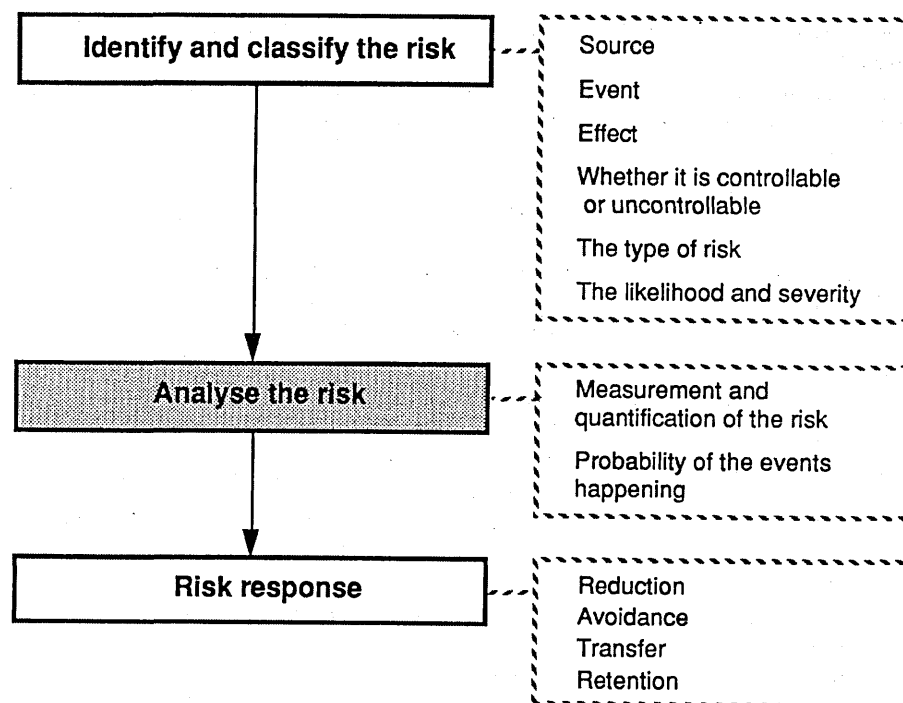 Identify and classify the risk
Source
Event
Effect
Whether it is controllable
or uncontrollable
The type of risk
The likelihood and severity
Analyse the risk
Measurement and
quantification of the risk
Probability of the events
happening
Risk response
Reduction
Avoidance
Transfer
Retention